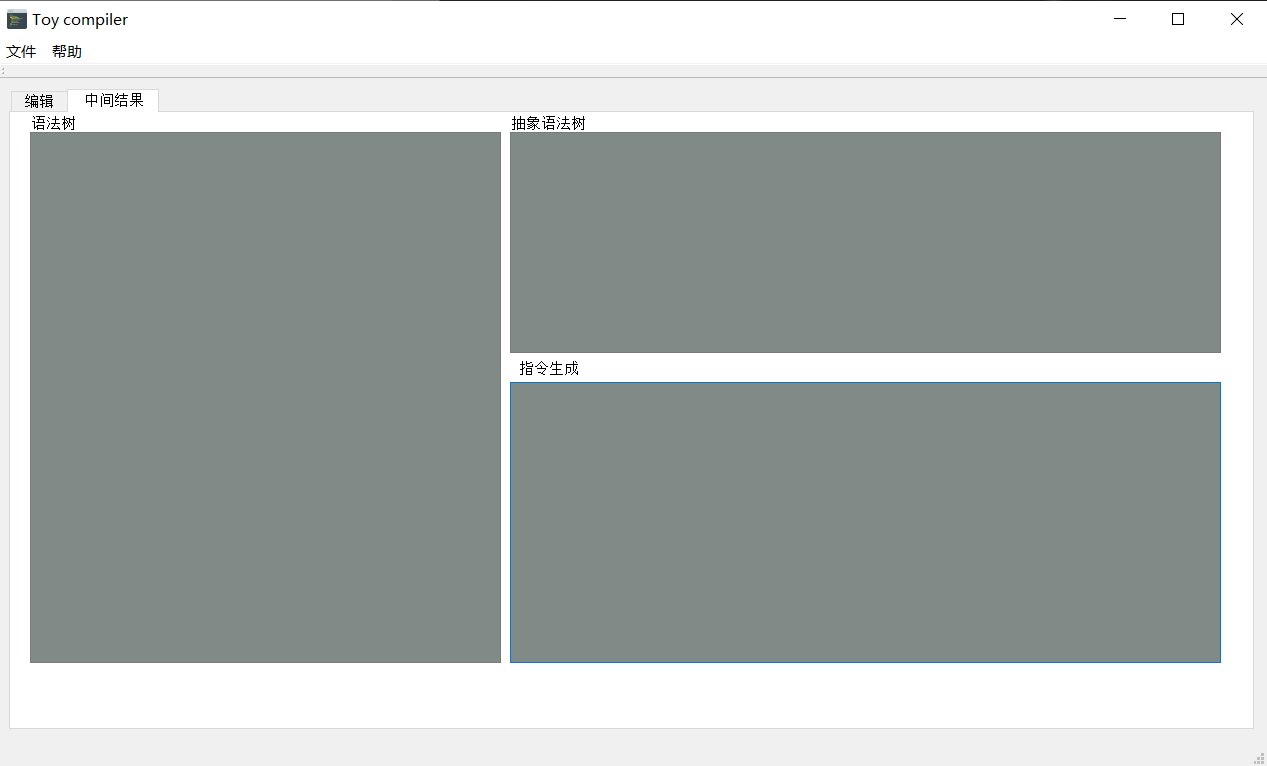 Toy compiler
文件 帮助
编辑 中间结果
语法树
抽象语法树
指令生成